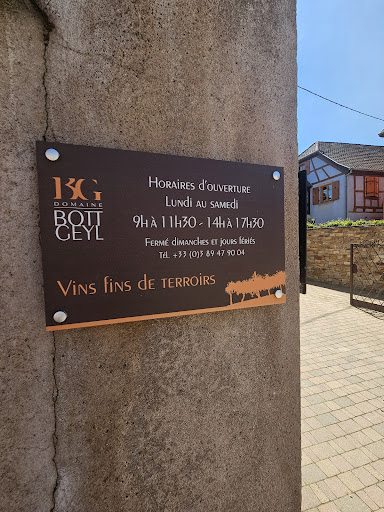 BG
DOMAINE
BOTT
GEYL
Horaires d'ouverture
Lundi au samedi
9h à 11h30 - 14h à 17h30
Fermé dimanches et jours fériés
Tél. +33 (0)3 89 47 90 04
Vins fins de terroirs